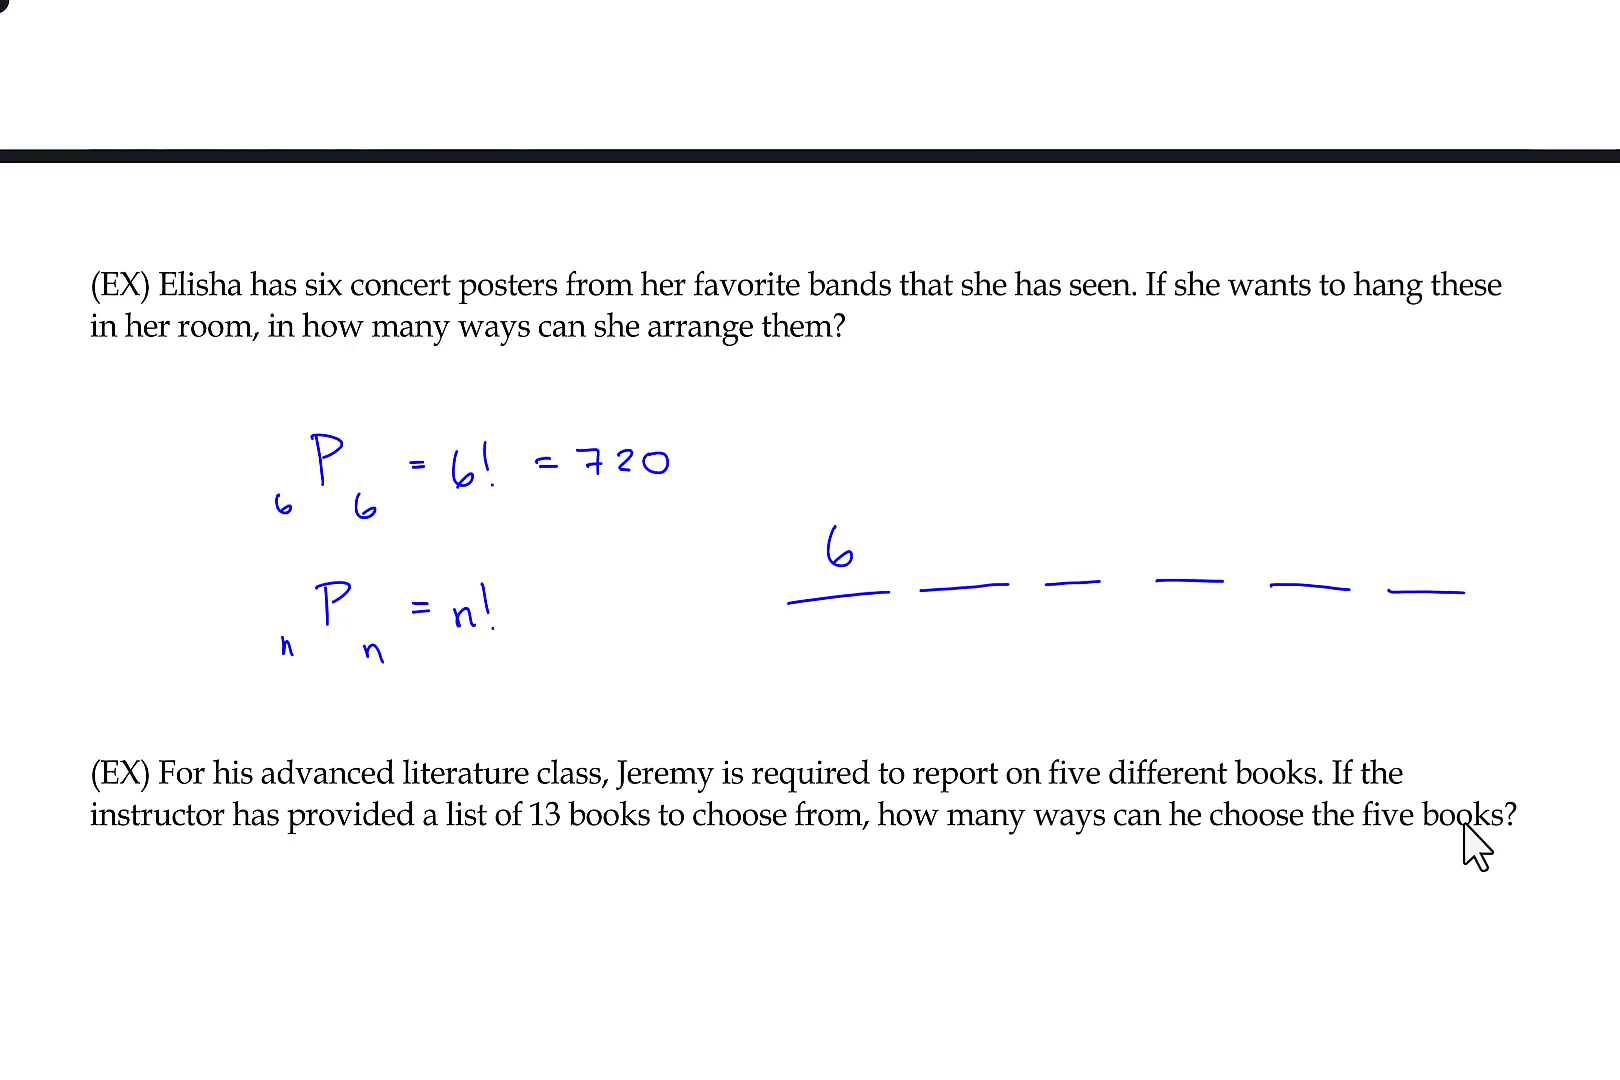 (EX) Elisha has six concert posters from her favorite bands that she has seen. If she wants to hang these
in her room, in how many ways can she arrange them?
₆P₆ = 6! = 720
6
ₙPₙ = n!
(EX) For his advanced literature class, Jeremy is required to report on five different books. If the
instructor has provided a list of 13 books to choose from, how many ways can he choose the five books?